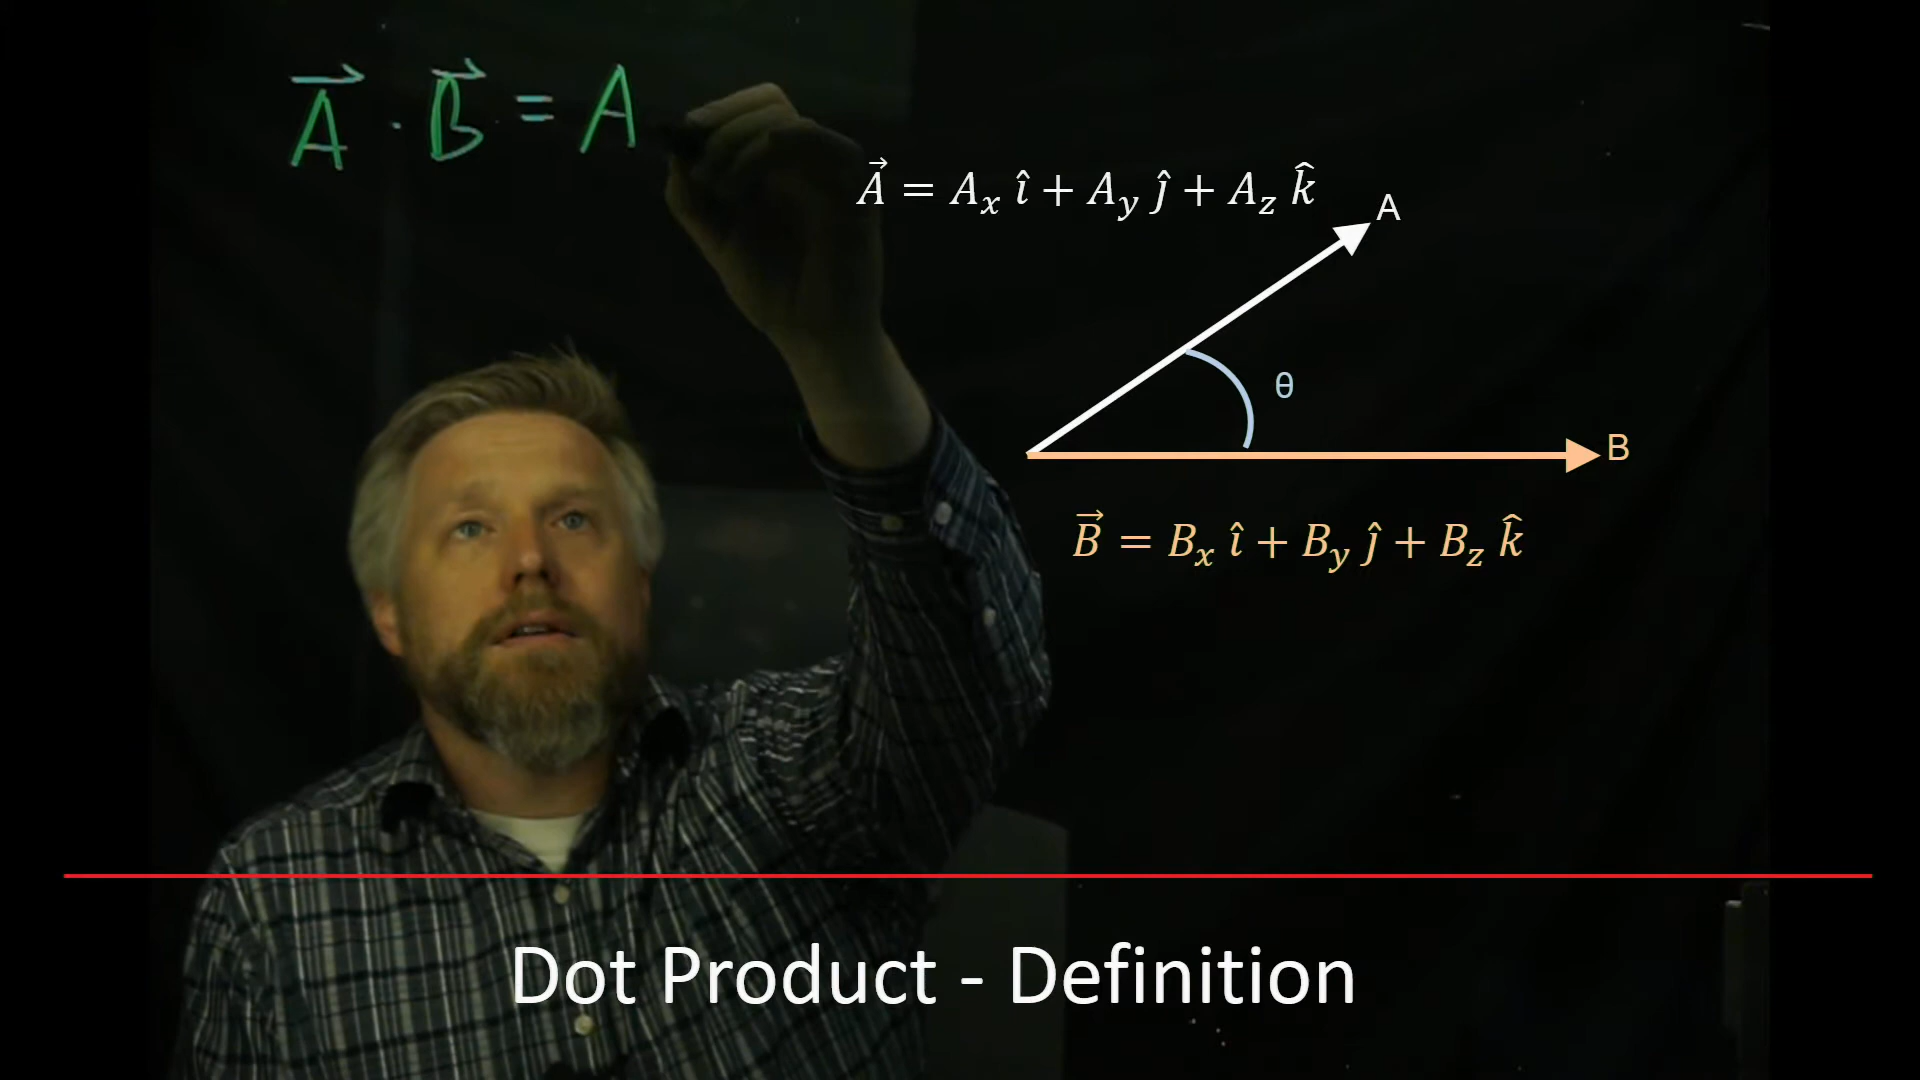 A⃗ · B⃗ = A
A⃗ = Aₓ î + A_y ĵ + A_z k̂
A
θ
B
B⃗ = Bₓ î + B_y ĵ + B_z k̂
Dot Product - Definition